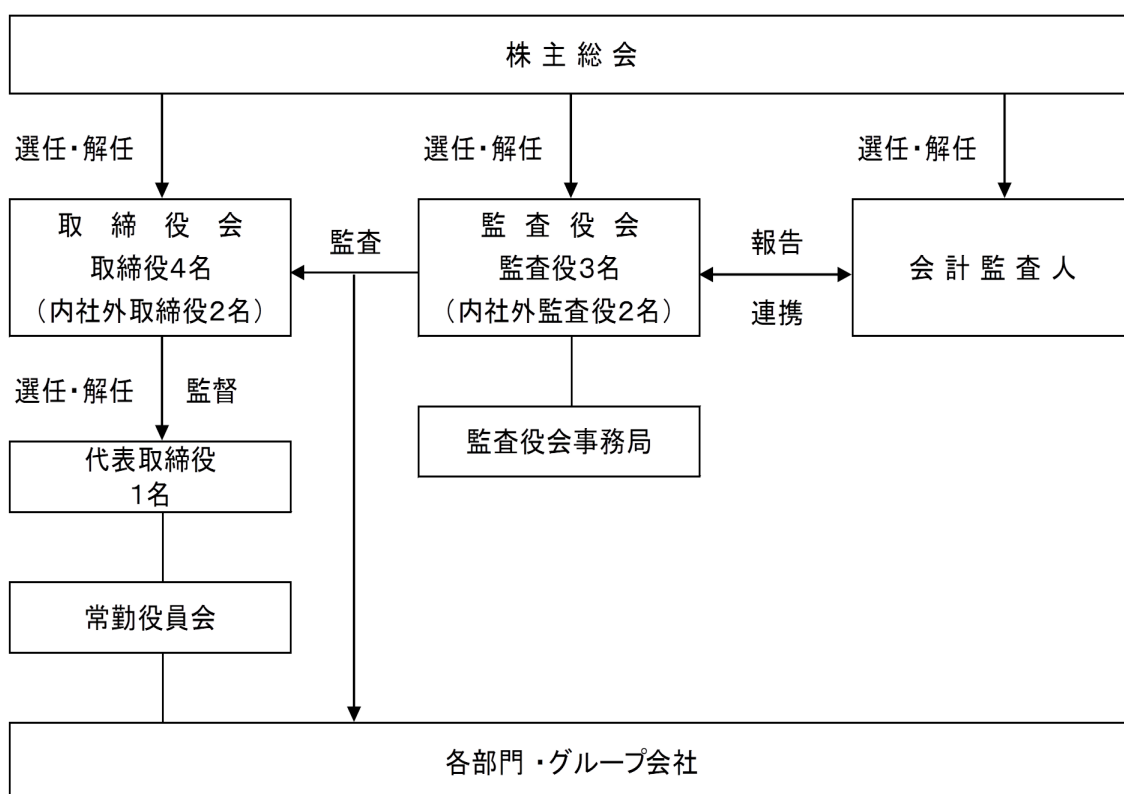 株主総会
選任・解任
選任・解任
選任・解任
取締役会
取締役4名
（内社外取締役2名）
監査
監査役会
監査役3名
（内社外監査役2名）
報告
連携
会計監査人
選任・解任
監督
監査役会事務局
代表取締役
1名
常勤役員会
各部門・グループ会社